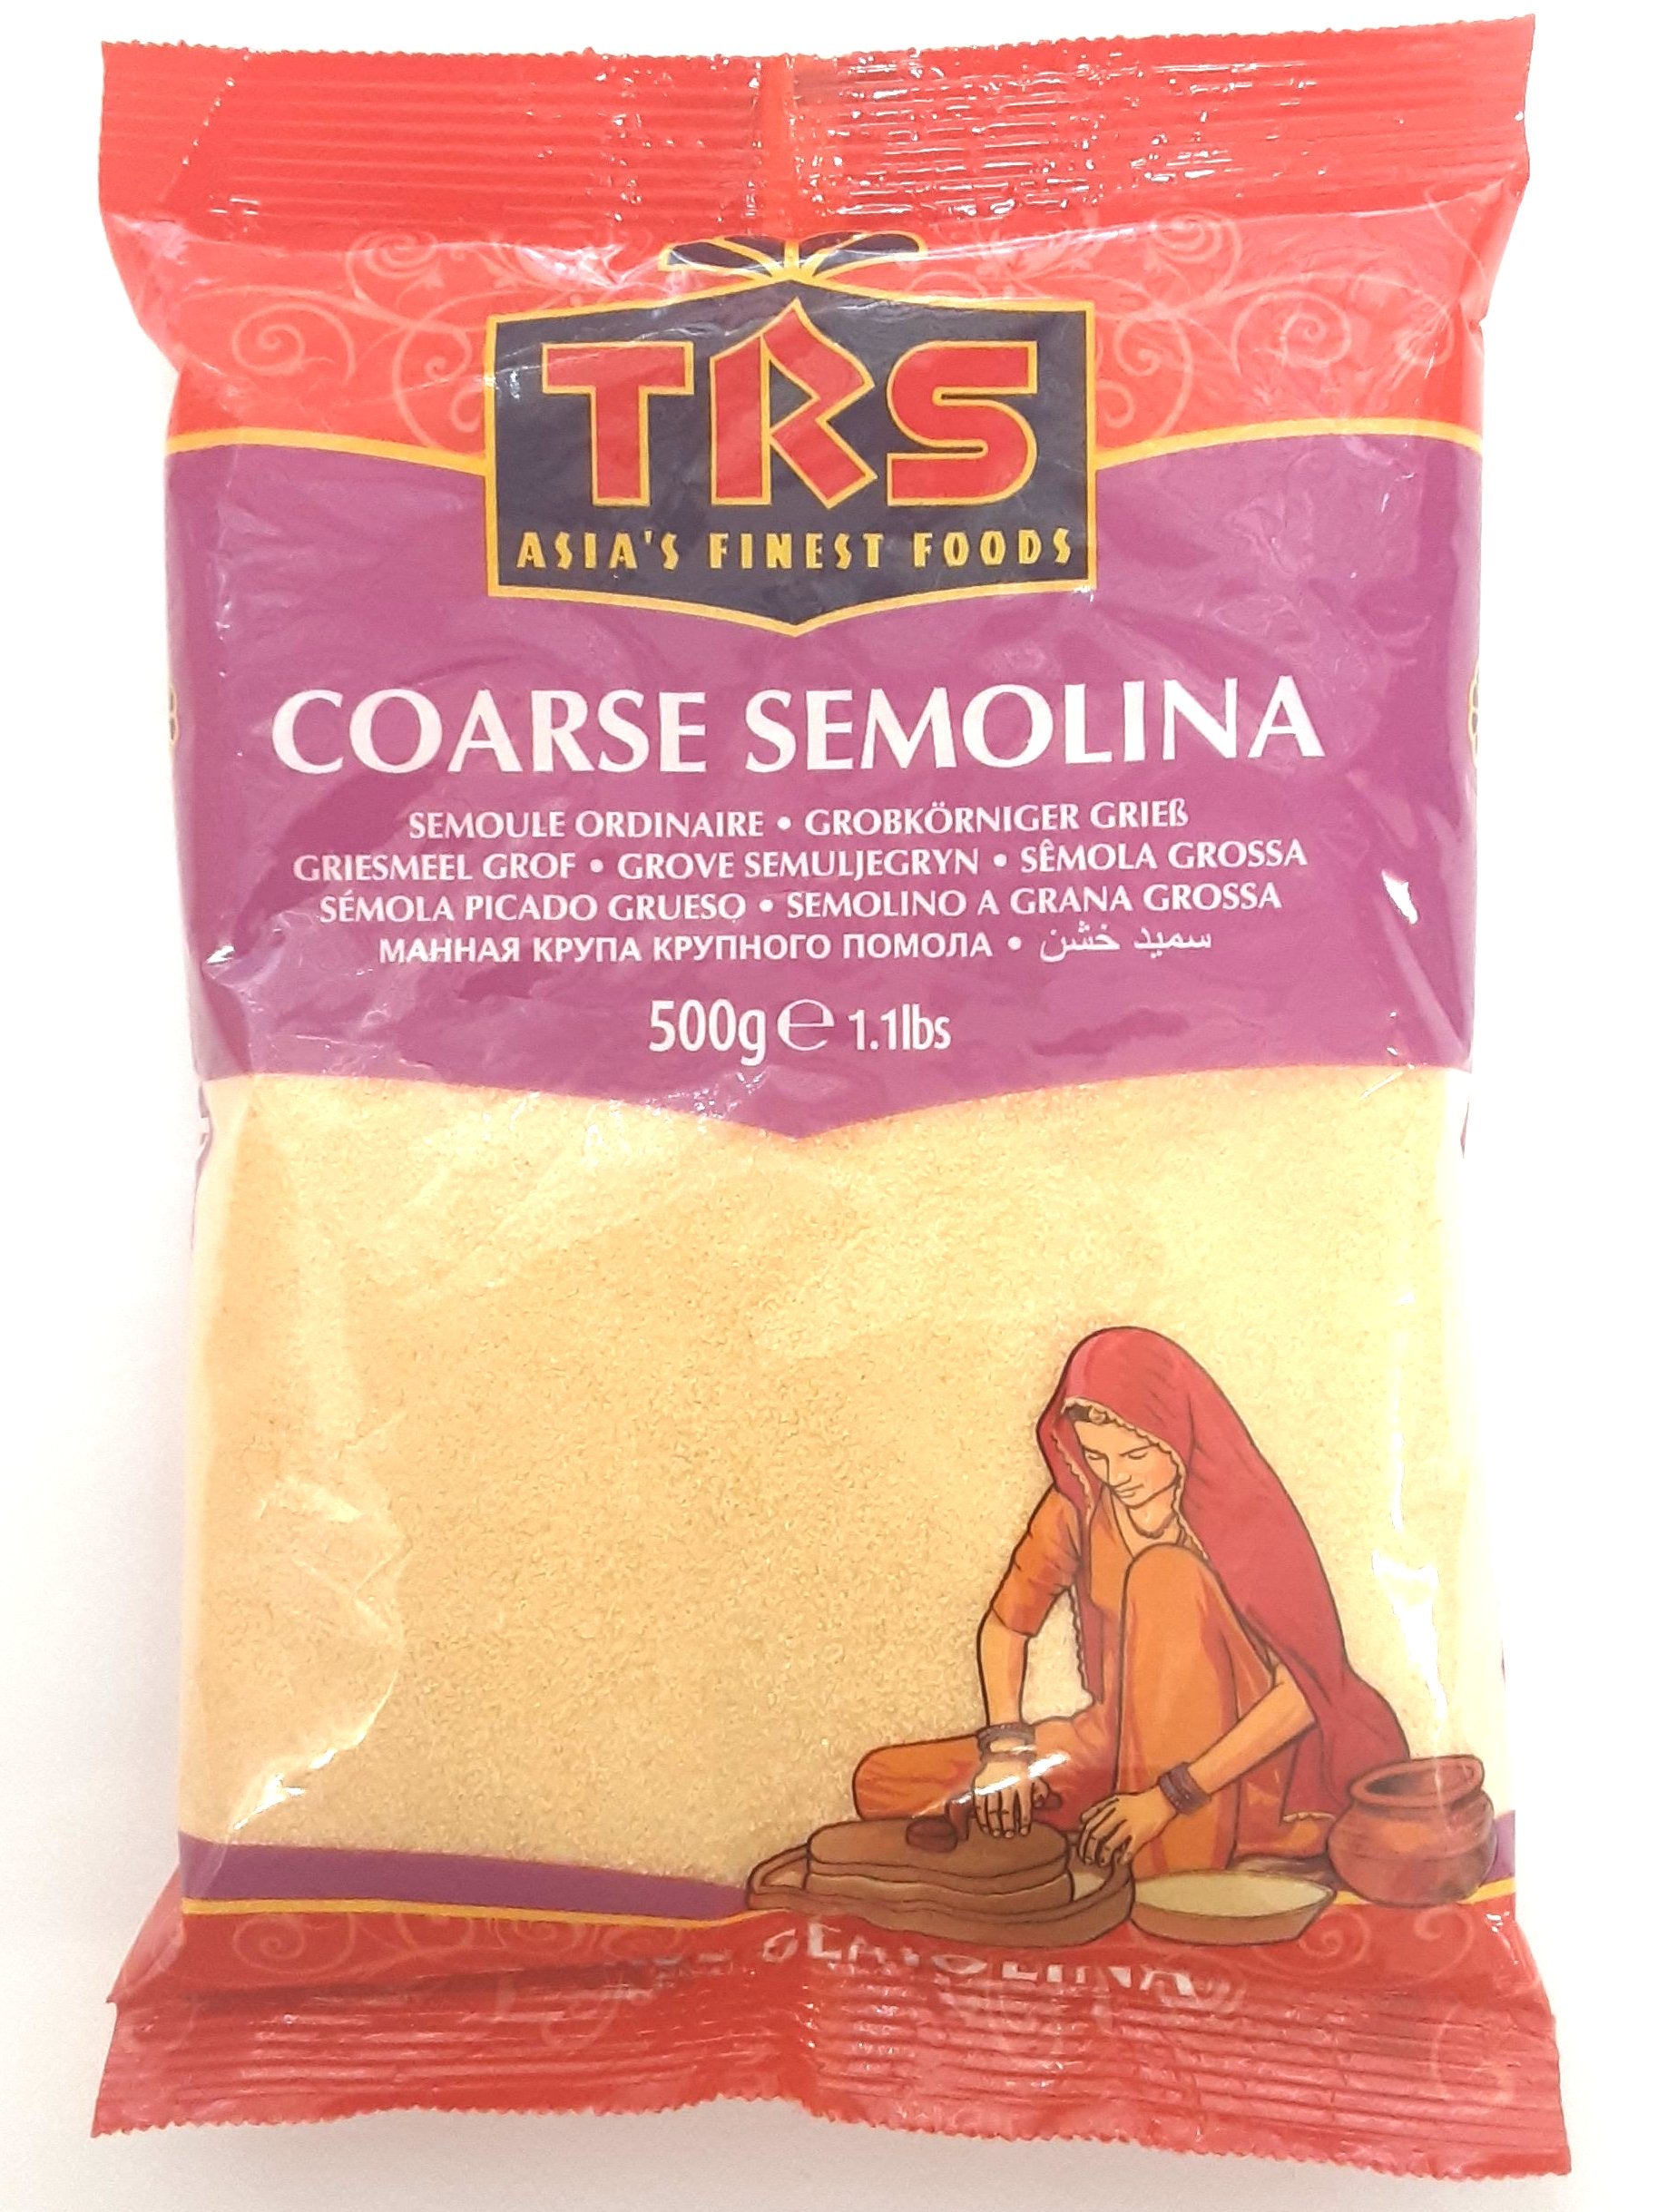 TRS
ASIA'S FINEST FOODS
COARSE SEMOLINA
SEMOULE ORDINAIRE • GROBKÖRNIGER GRIEß
GRIESMEEL GROF • GROVE SEMULJEGRYN • SÊMOLA GROSSA
SÉMOLA PICADO GRUESO • SEMOLINO A GRANA GROSSA
МАННАЯ КРУПА КРУПНОГО ПОМОЛА • سميد خشن
500g ℮ 1.1lbs
SEMOLINA